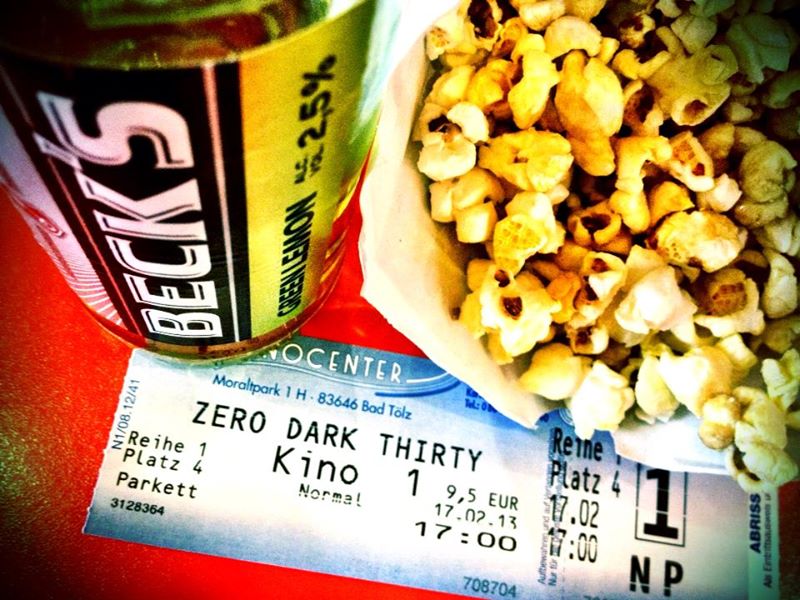 BECK'S
GREEN LEMON
ALC. 2,5%
VOL.
NOCENTER
Moraltpark 1 H · 83646 Bad Tölz
N1/08.12/41
ZERO DARK THIRTY
Reihe 1
Platz 4
Parkett
3128364
Kino 1
Normal
9,5 EUR
17.02.13
17:00
708704
Reihe
Platz 4
17.02
17:00
1
NP
ABRISS